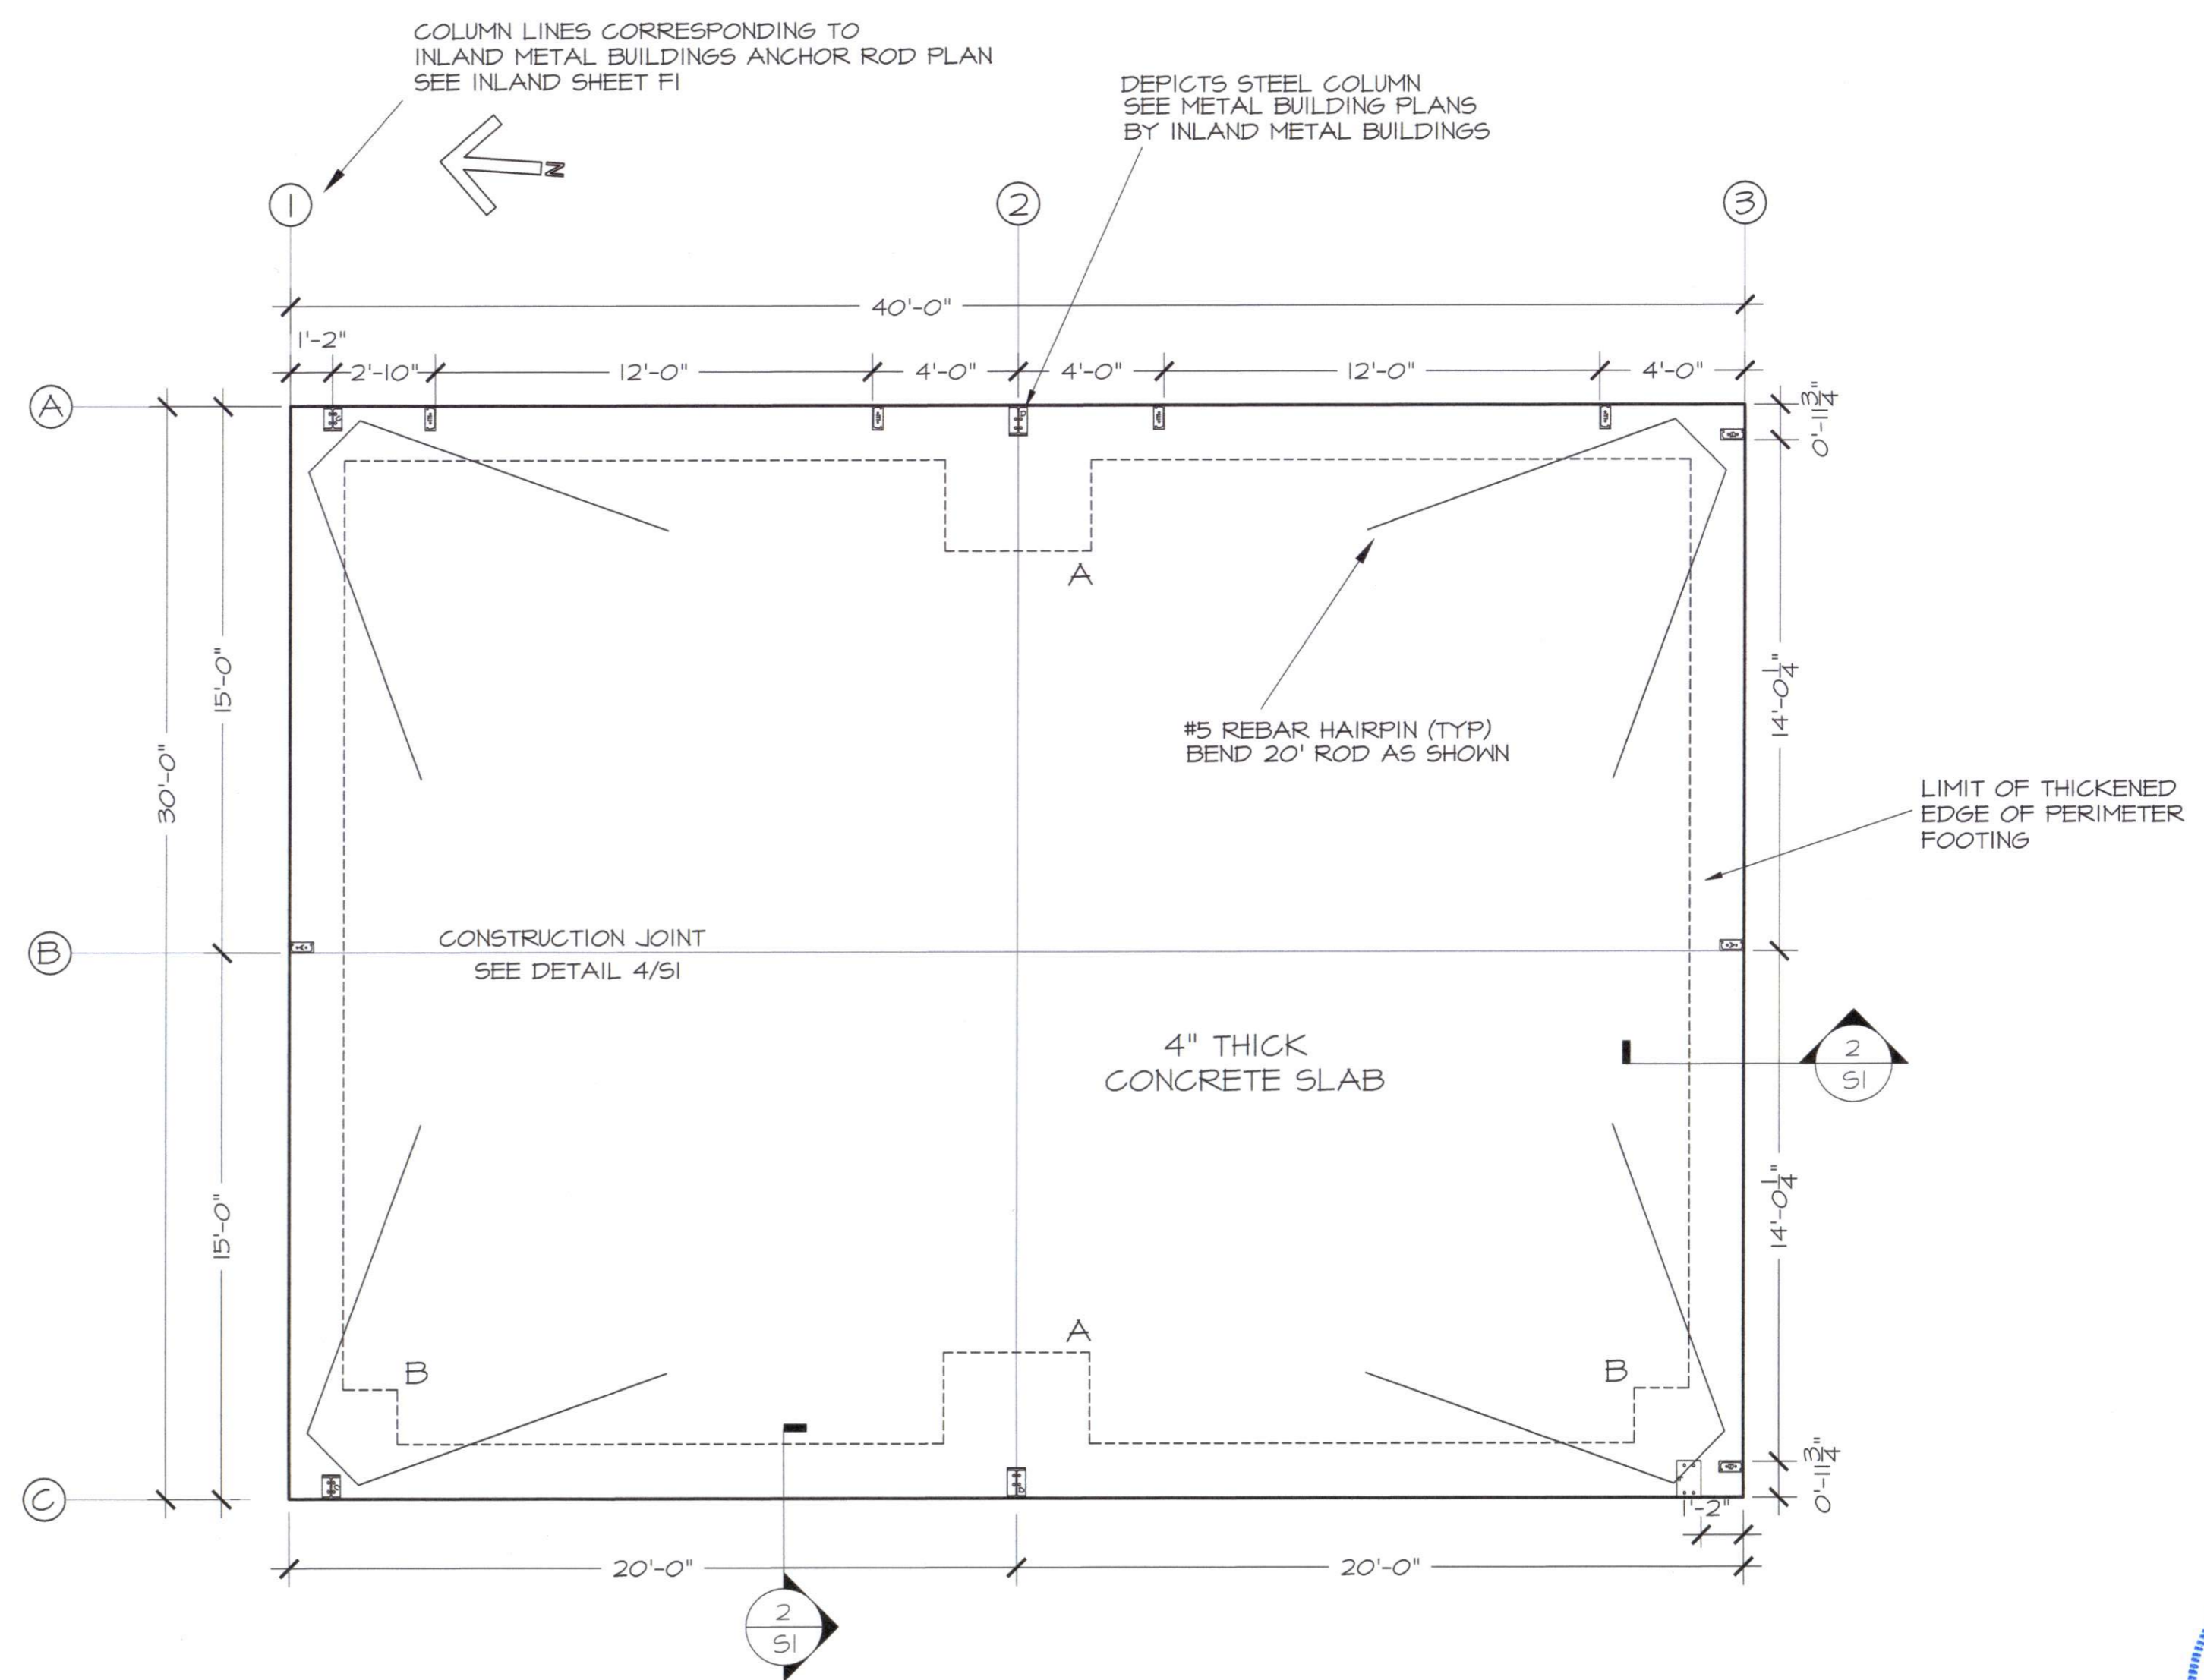 COLUMN LINES CORRESPONDING TO
INLAND METAL BUILDINGS ANCHOR ROD PLAN
SEE INLAND SHEET F1
DEPICTS STEEL COLUMN
SEE METAL BUILDING PLANS
BY INLAND METAL BUILDINGS
N
1
2
3
40'-0"
1'-2"
2'-10"
12'-0"
4'-0"
4'-0"
12'-0"
4'-0"
A
0'-11 3/4"
A
15'-0"
14'-0 1/4"
30'-0"
#5 REBAR HAIRPIN (TYP)
BEND 20' ROD AS SHOWN
LIMIT OF THICKENED
EDGE OF PERIMETER
FOOTING
B
CONSTRUCTION JOINT
SEE DETAIL 4/S1
4" THICK
CONCRETE SLAB
2
S1
15'-0"
14'-0 1/4"
A
B
B
C
0'-11 3/4"
1'-2"
20'-0"
20'-0"
2
S1